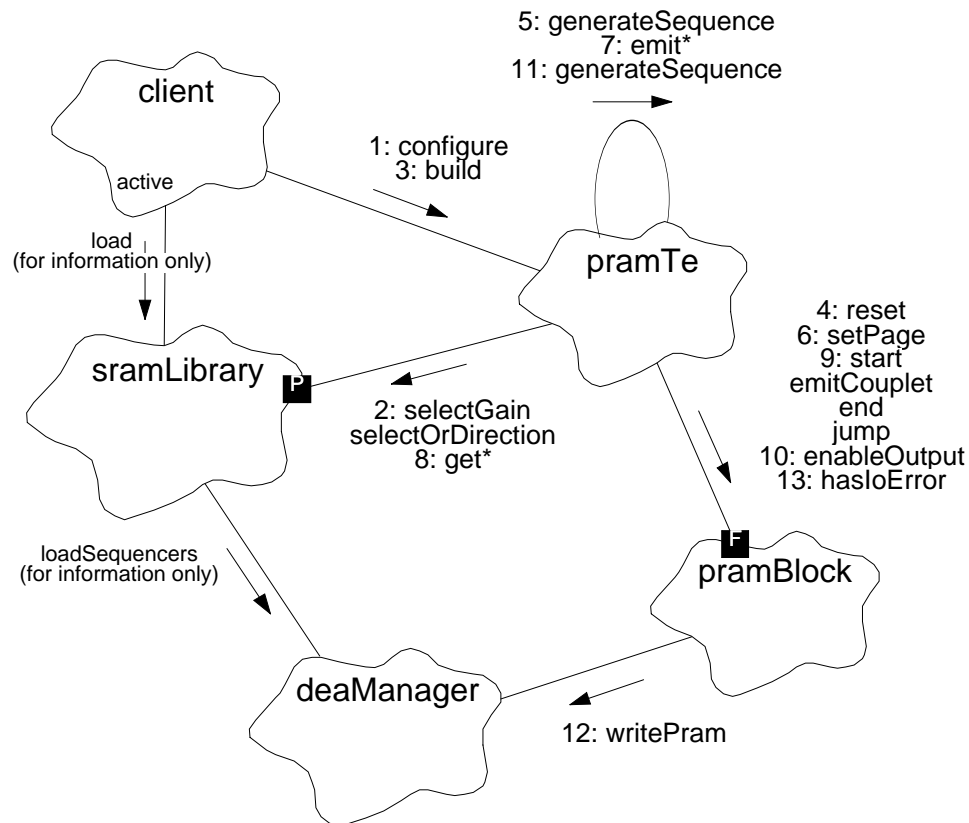 5: generateSequence
7: emit*
11: generateSequence
client
active
1: configure
3: build
load
(for information only)
pramTe
sramLibrary
P
2: selectGain
selectOrDirection
8: get*
4: reset
6: setPage
9: start
emitCouplet
end
jump
10: enableOutput
13: hasIoError
loadSequencers
(for information only)
F
pramBlock
deaManager
12: writePram